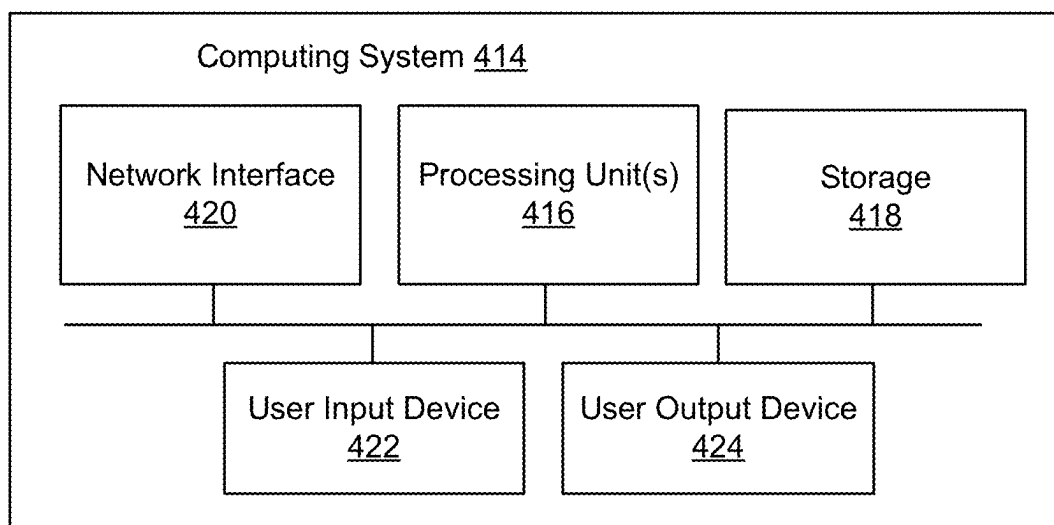 Computing System 414
Network Interface
420
Processing Unit(s)
416
Storage
418
User Input Device
422
User Output Device
424